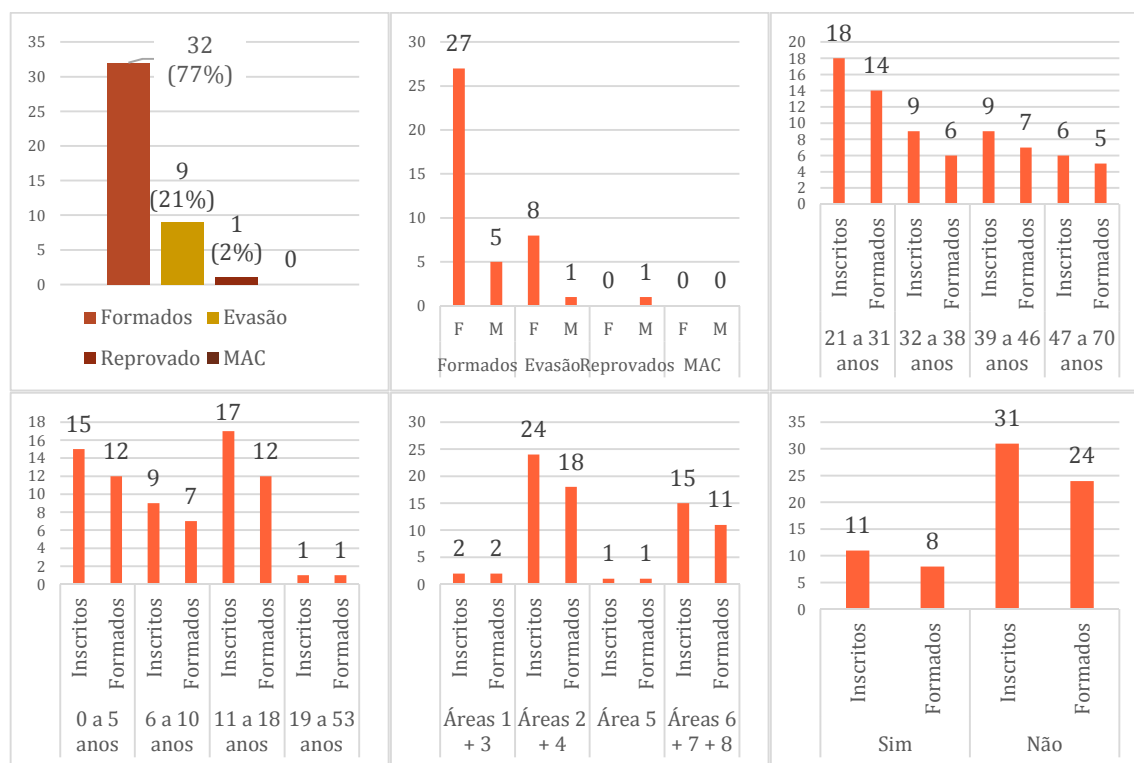 35
30
25
20
15
10
5
0
32
(77%)
9
(21%)
1
(2%)
0
Formados Evasão
Reprovado MAC
30
25
20
15
10
5
0
27
5
8
1
0
1
0
0
F M F M F M F M
Formados Evasão Reprovados MAC
20
18
16
14
12
10
8
6
4
2
0
18
14
9
6
9
7
6
5
Inscritos
Formados
Inscritos
Formados
Inscritos
Formados
Inscritos
Formados
21 a 31 32 a 38 39 a 46 47 a 70
anos anos anos anos
18
16
14
12
10
8
6
4
2
0
15
12
9
7
17
12
1
1
Inscritos
Formados
Inscritos
Formados
Inscritos
Formados
Inscritos
Formados
0 a 5 6 a 10 11 a 18 19 a 53
anos anos anos anos
30
25
20
15
10
5
0
2
2
24
18
1
1
15
11
Inscritos
Formados
Inscritos
Formados
Inscritos
Formados
Inscritos
Formados
Áreas 1 Áreas 2 Área 5 Áreas 6
+ 3 + 4 + 7 + 8
35
30
25
20
15
10
5
0
11
8
31
24
Inscritos
Formados
Inscritos
Formados
Sim Não